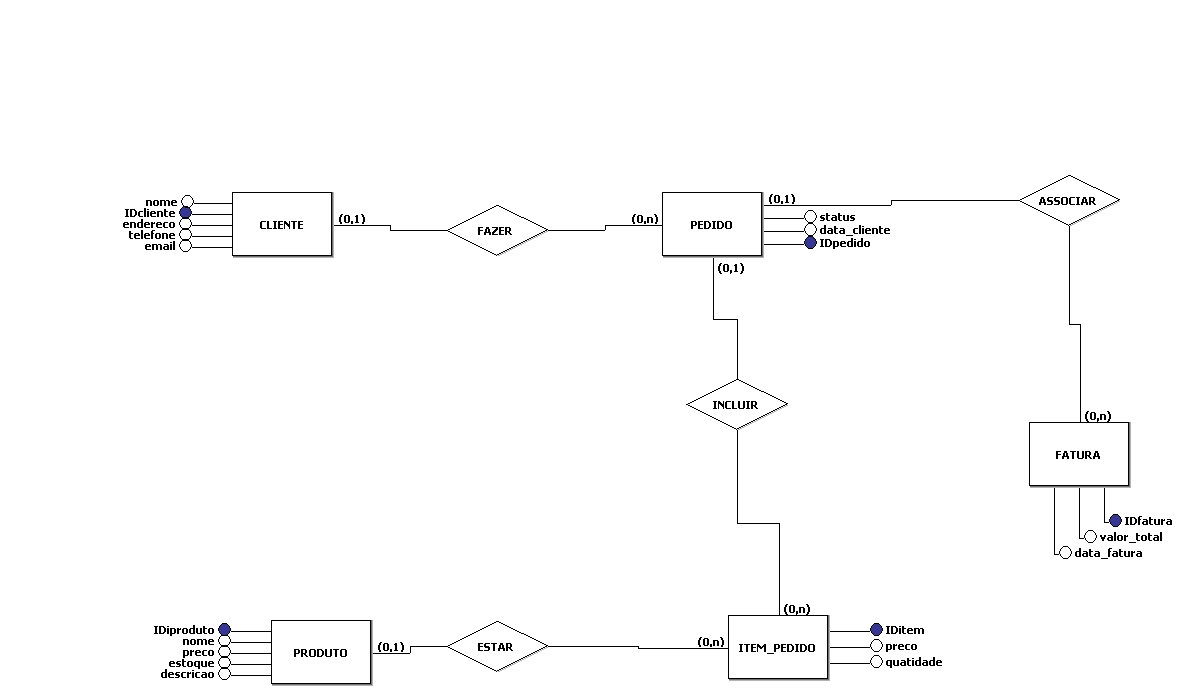 ASSOCIAR
nome
IDcliente
endereco
telefone
email
CLIENTE
(0,1)
FAZER
(0,n)
PEDIDO
(0,1)
status
data_cliente
IDpedido
(0,1)
INCLUIR
(0,n)
FATURA
IDfatura
valor_total
data_fatura
(0,n)
IDiproduto
nome
preco
estoque
descricao
PRODUTO
(0,1)
ESTAR
(0,n)
ITEM_PEDIDO
IDitem
preco
quatidade